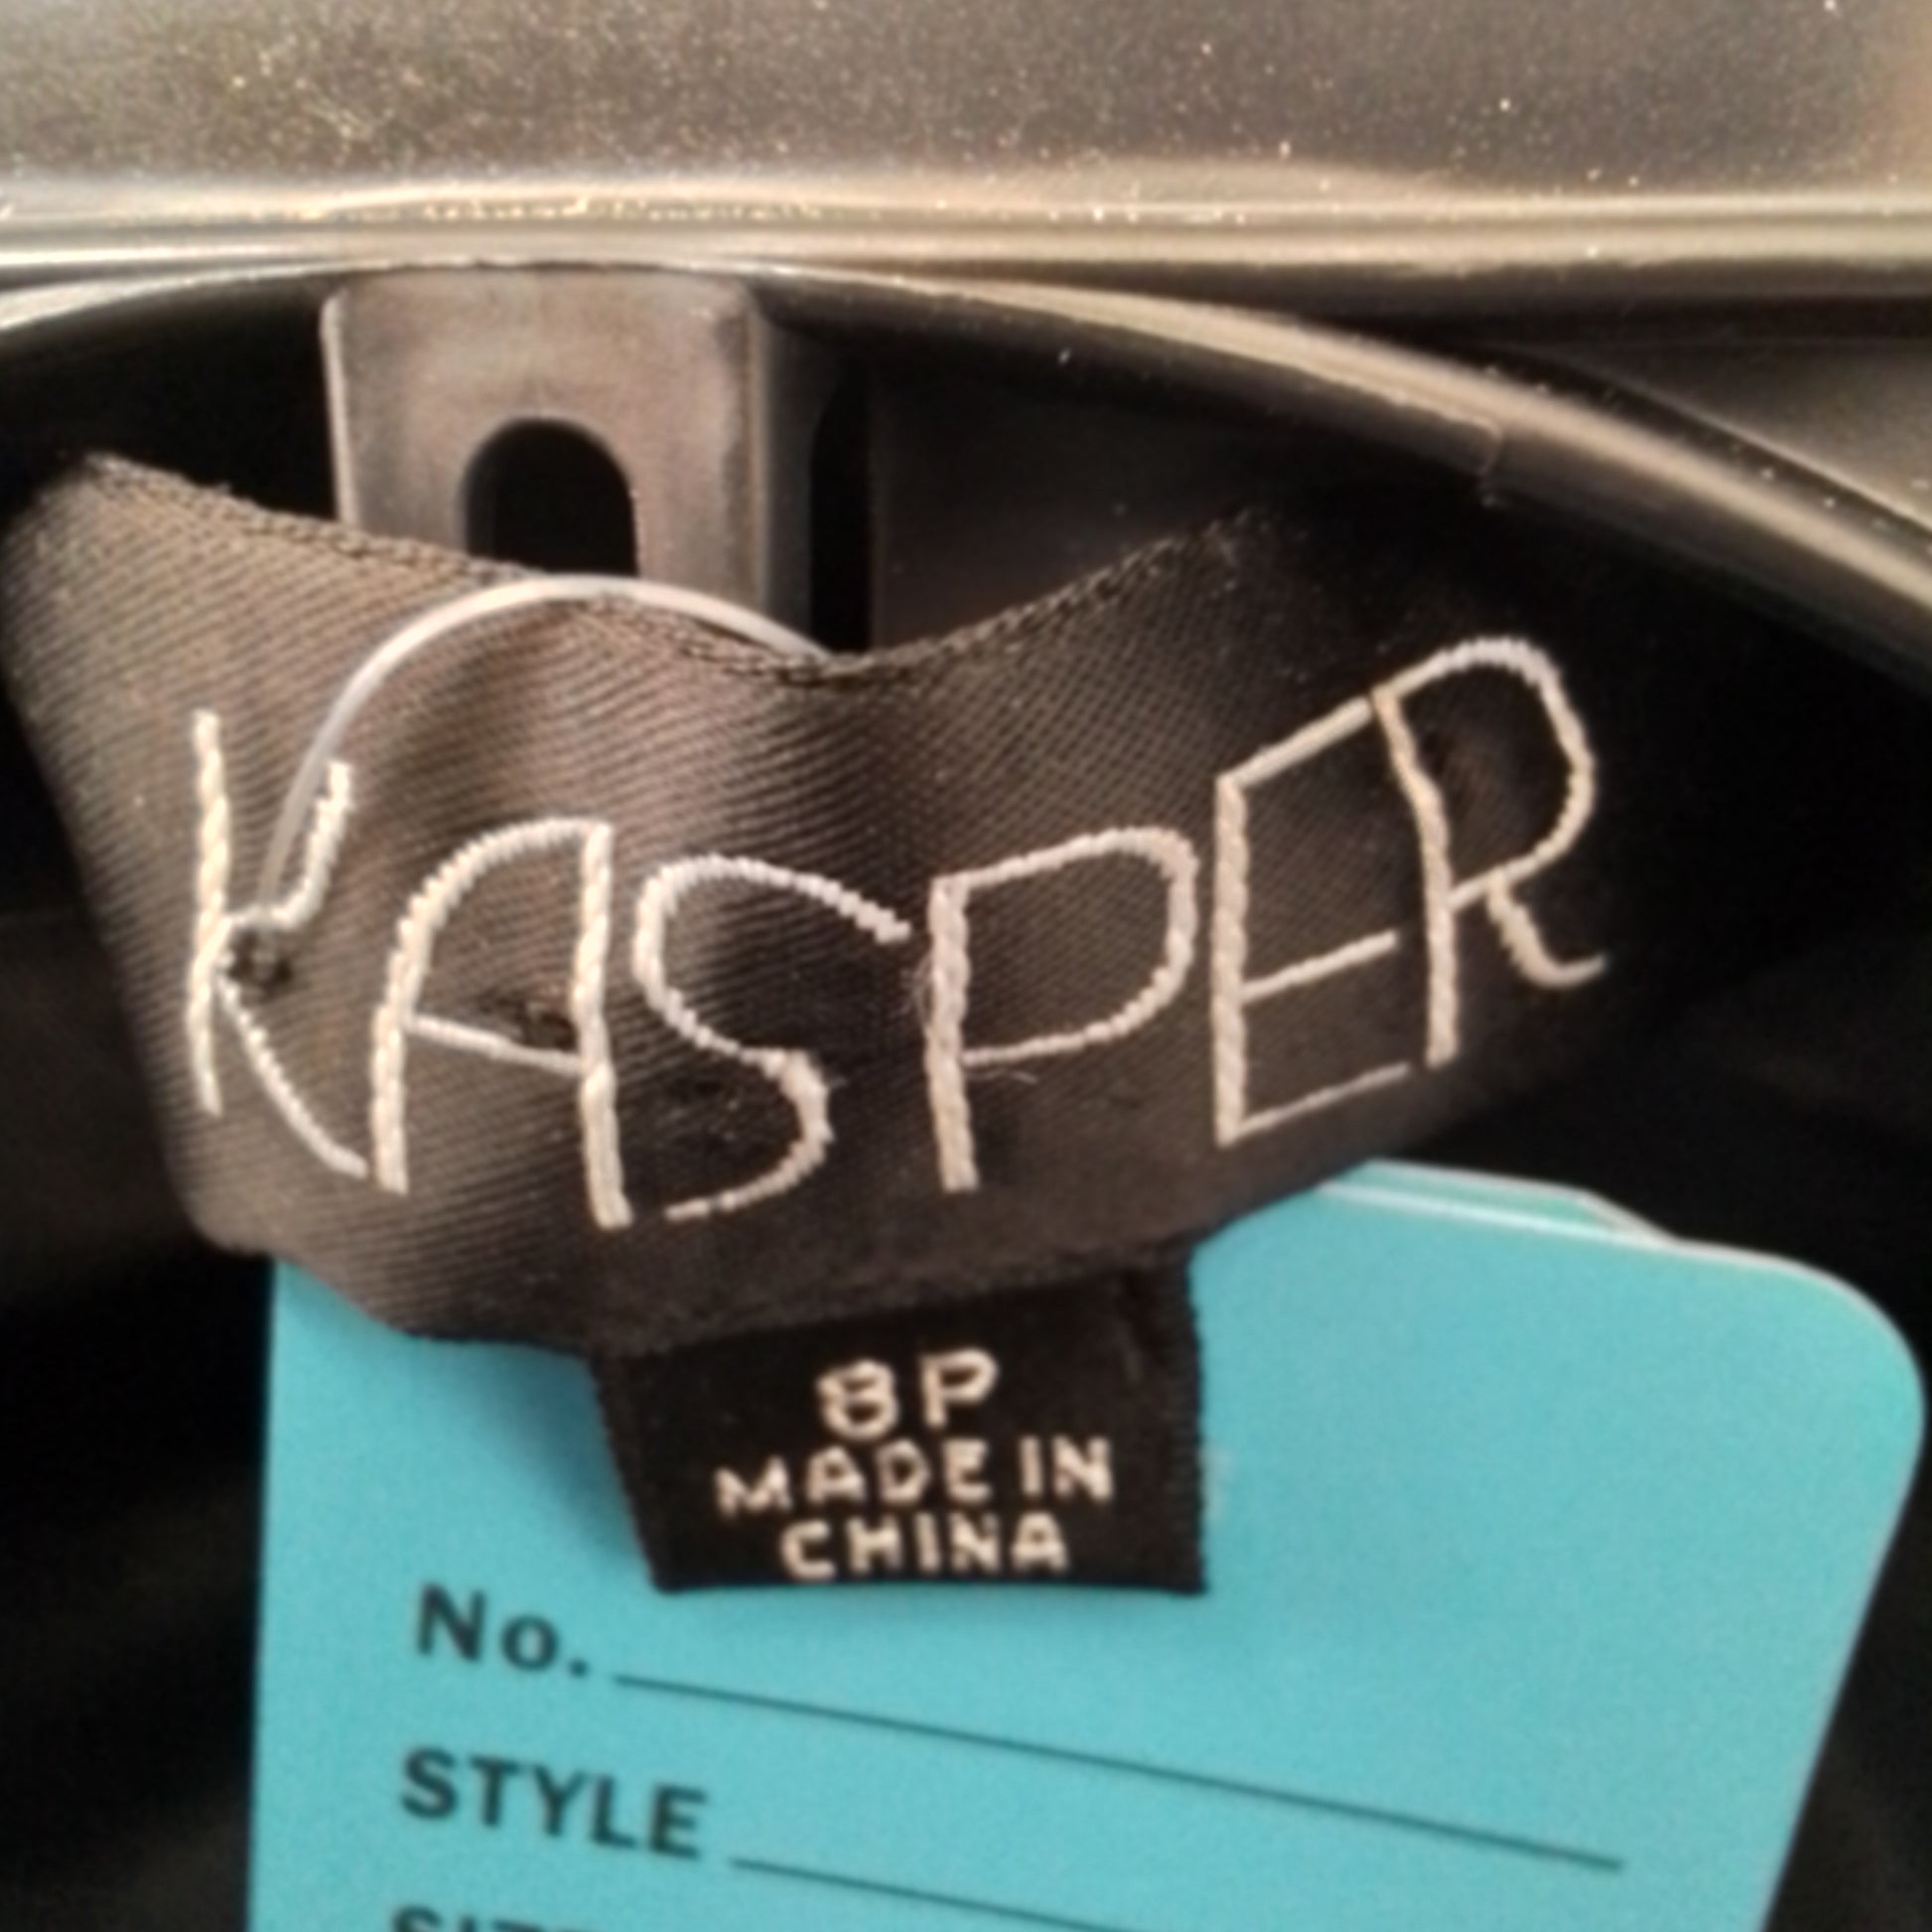 KASPER
8P
MADE IN
CHINA
No.
STYLE